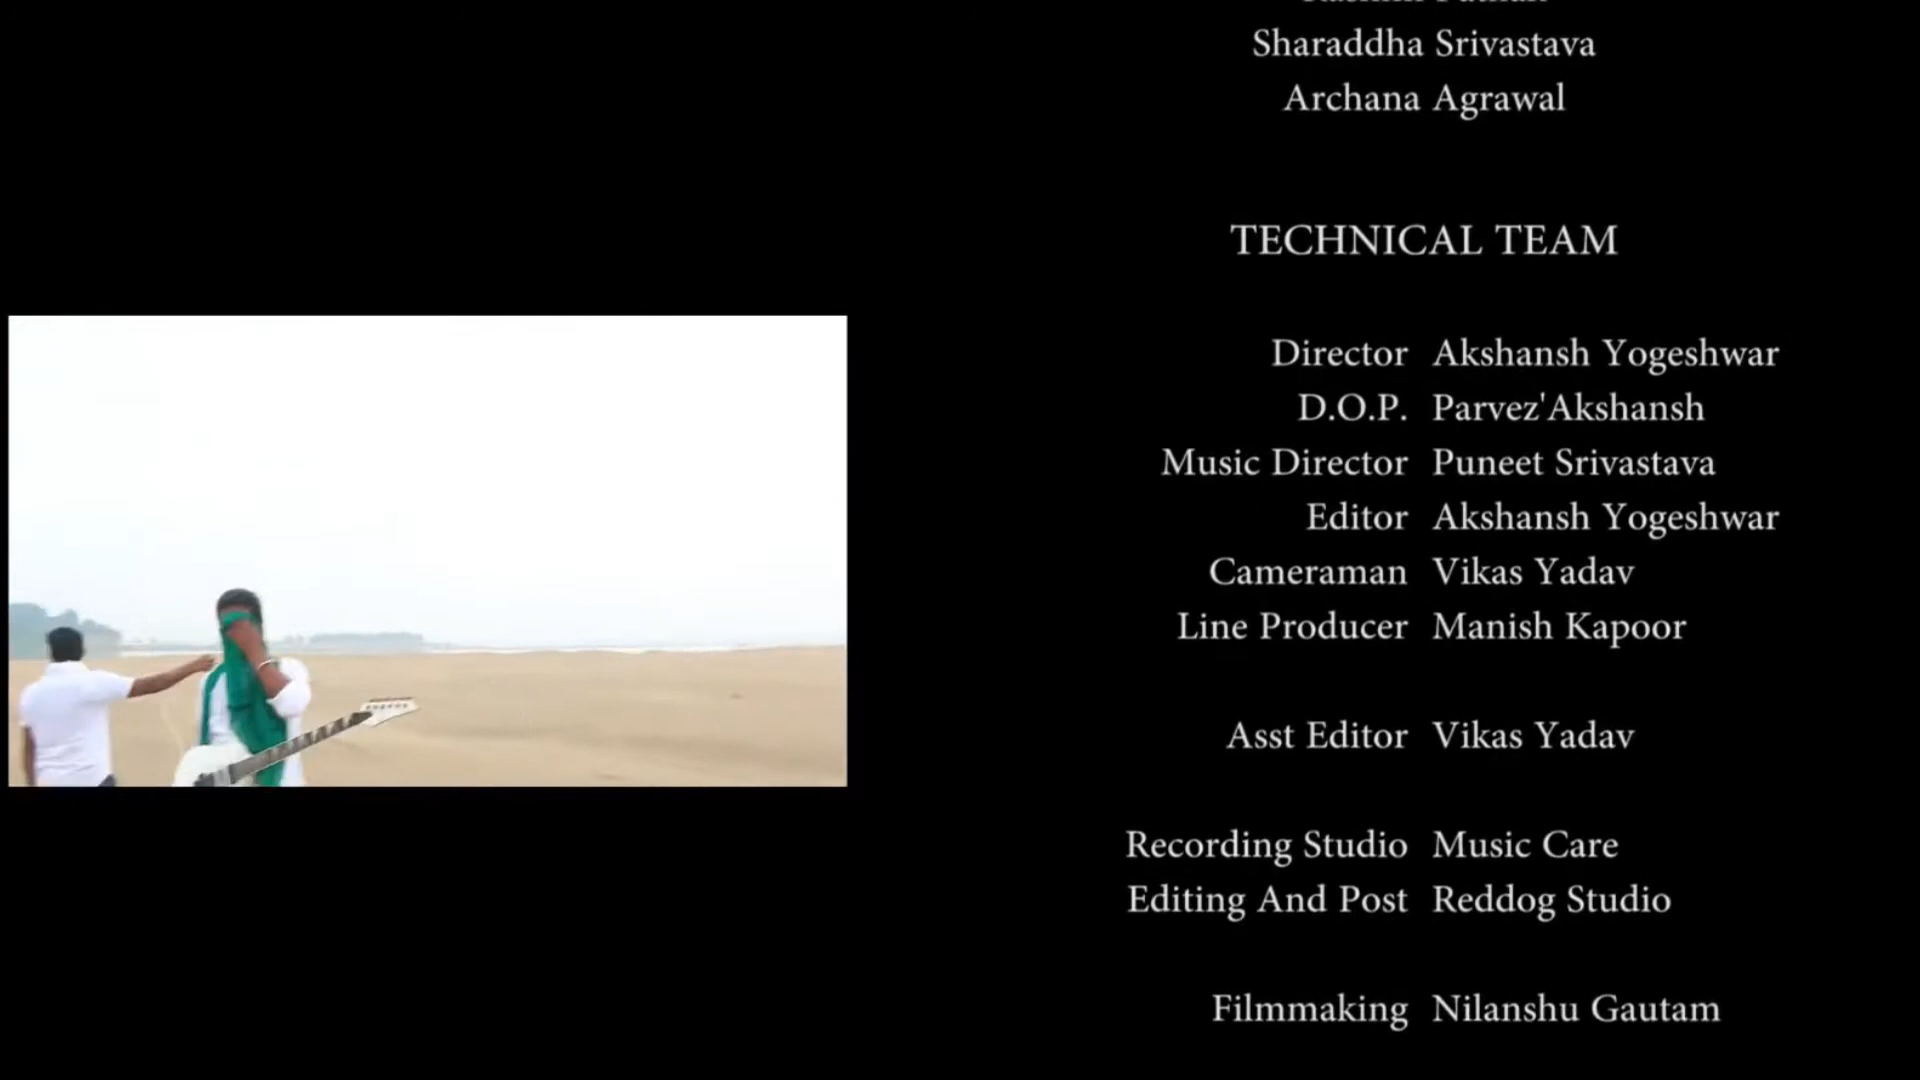 Sharaddha Srivastava
Archana Agrawal
TECHNICAL TEAM
Director Akshansh Yogeshwar
D.O.P. Parvez'Akshansh
Music Director Puneet Srivastava
Editor Akshansh Yogeshwar
Cameraman Vikas Yadav
Line Producer Manish Kapoor
Asst Editor Vikas Yadav
Recording Studio Music Care
Editing And Post Reddog Studio
Filmmaking Nilanshu Gautam